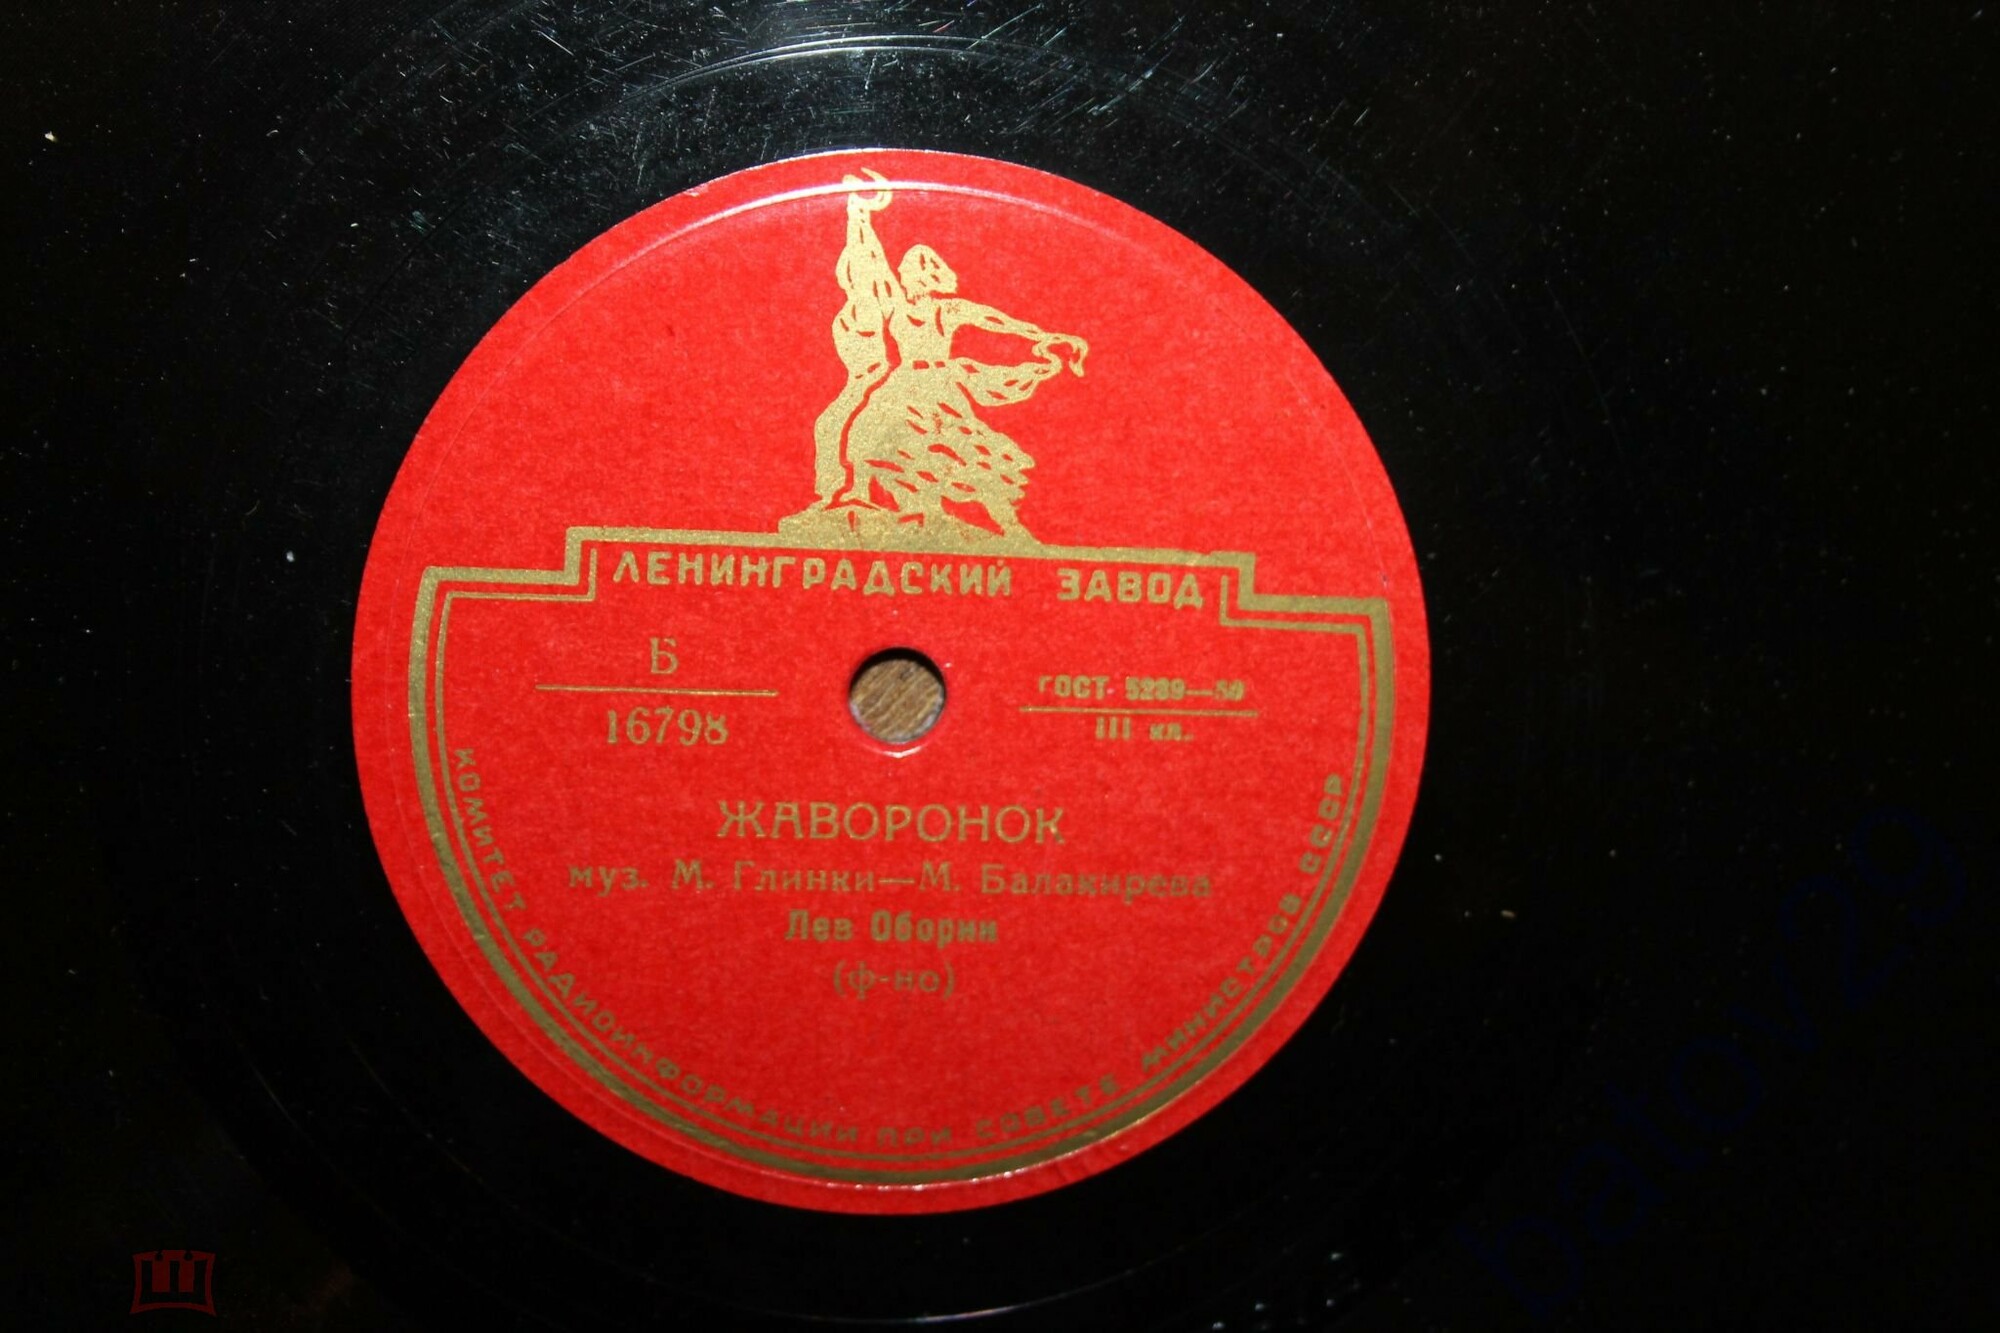 ЛЕНИНГРАДСКИЙ ЗАВОД
Б
16798
ГОСТ 5289—50
III кл.
ЖАВОРОНОК
муз. М. Глинки—М. Балакирева
Лев Оборин
(ф-но)
КОМИТЕТ РАДИОИНФОРМАЦИИ ПРИ СОВЕТЕ МИНИСТРОВ СССР
batov29